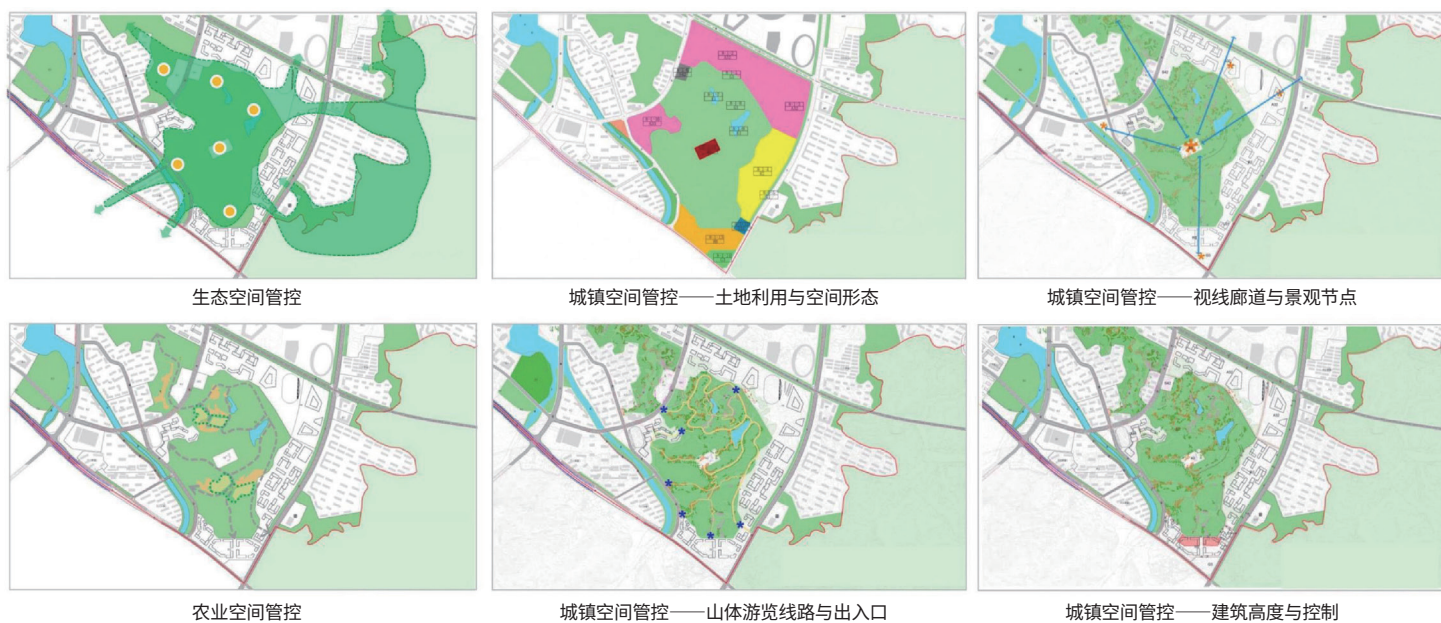 生态空间管控
城镇空间管控——土地利用与空间形态
城镇空间管控——视线廊道与景观节点
农业空间管控
城镇空间管控——山体游览线路与出入口
城镇空间管控——建筑高度与控制